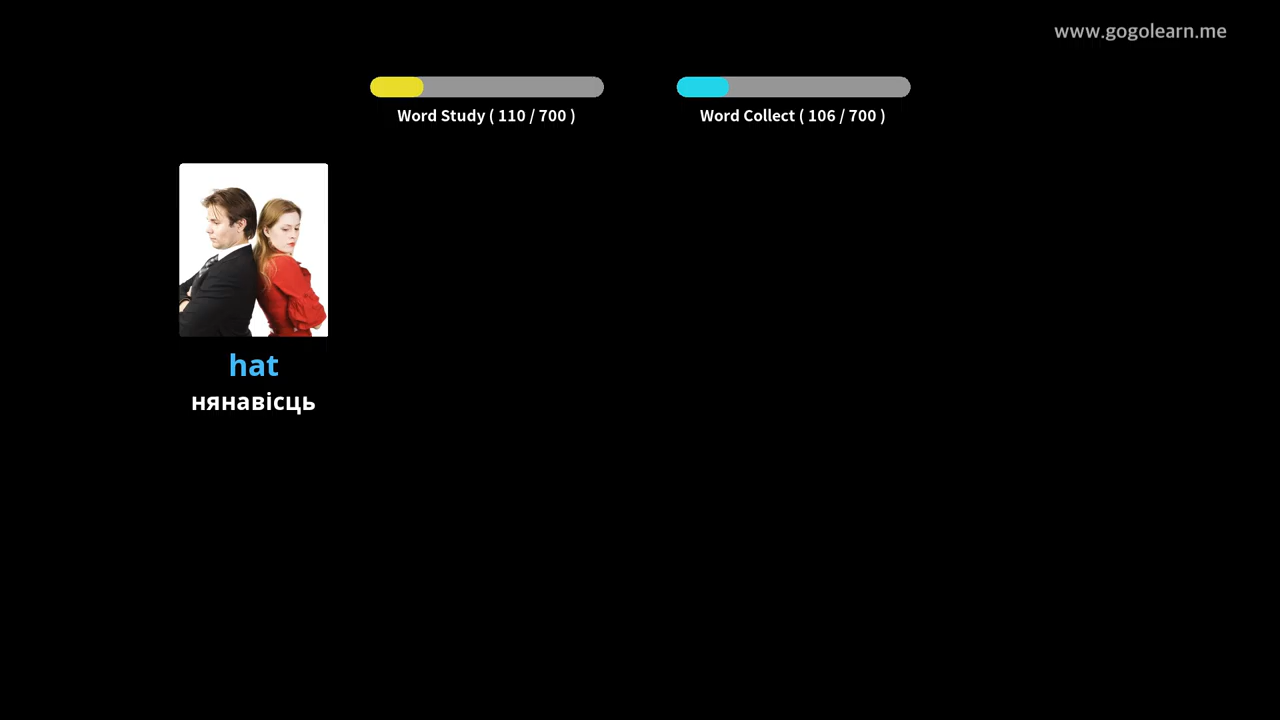 www.gogolearn.me
Word Study ( 110 / 700 )
Word Collect ( 106 / 700 )
hat
нянавісць